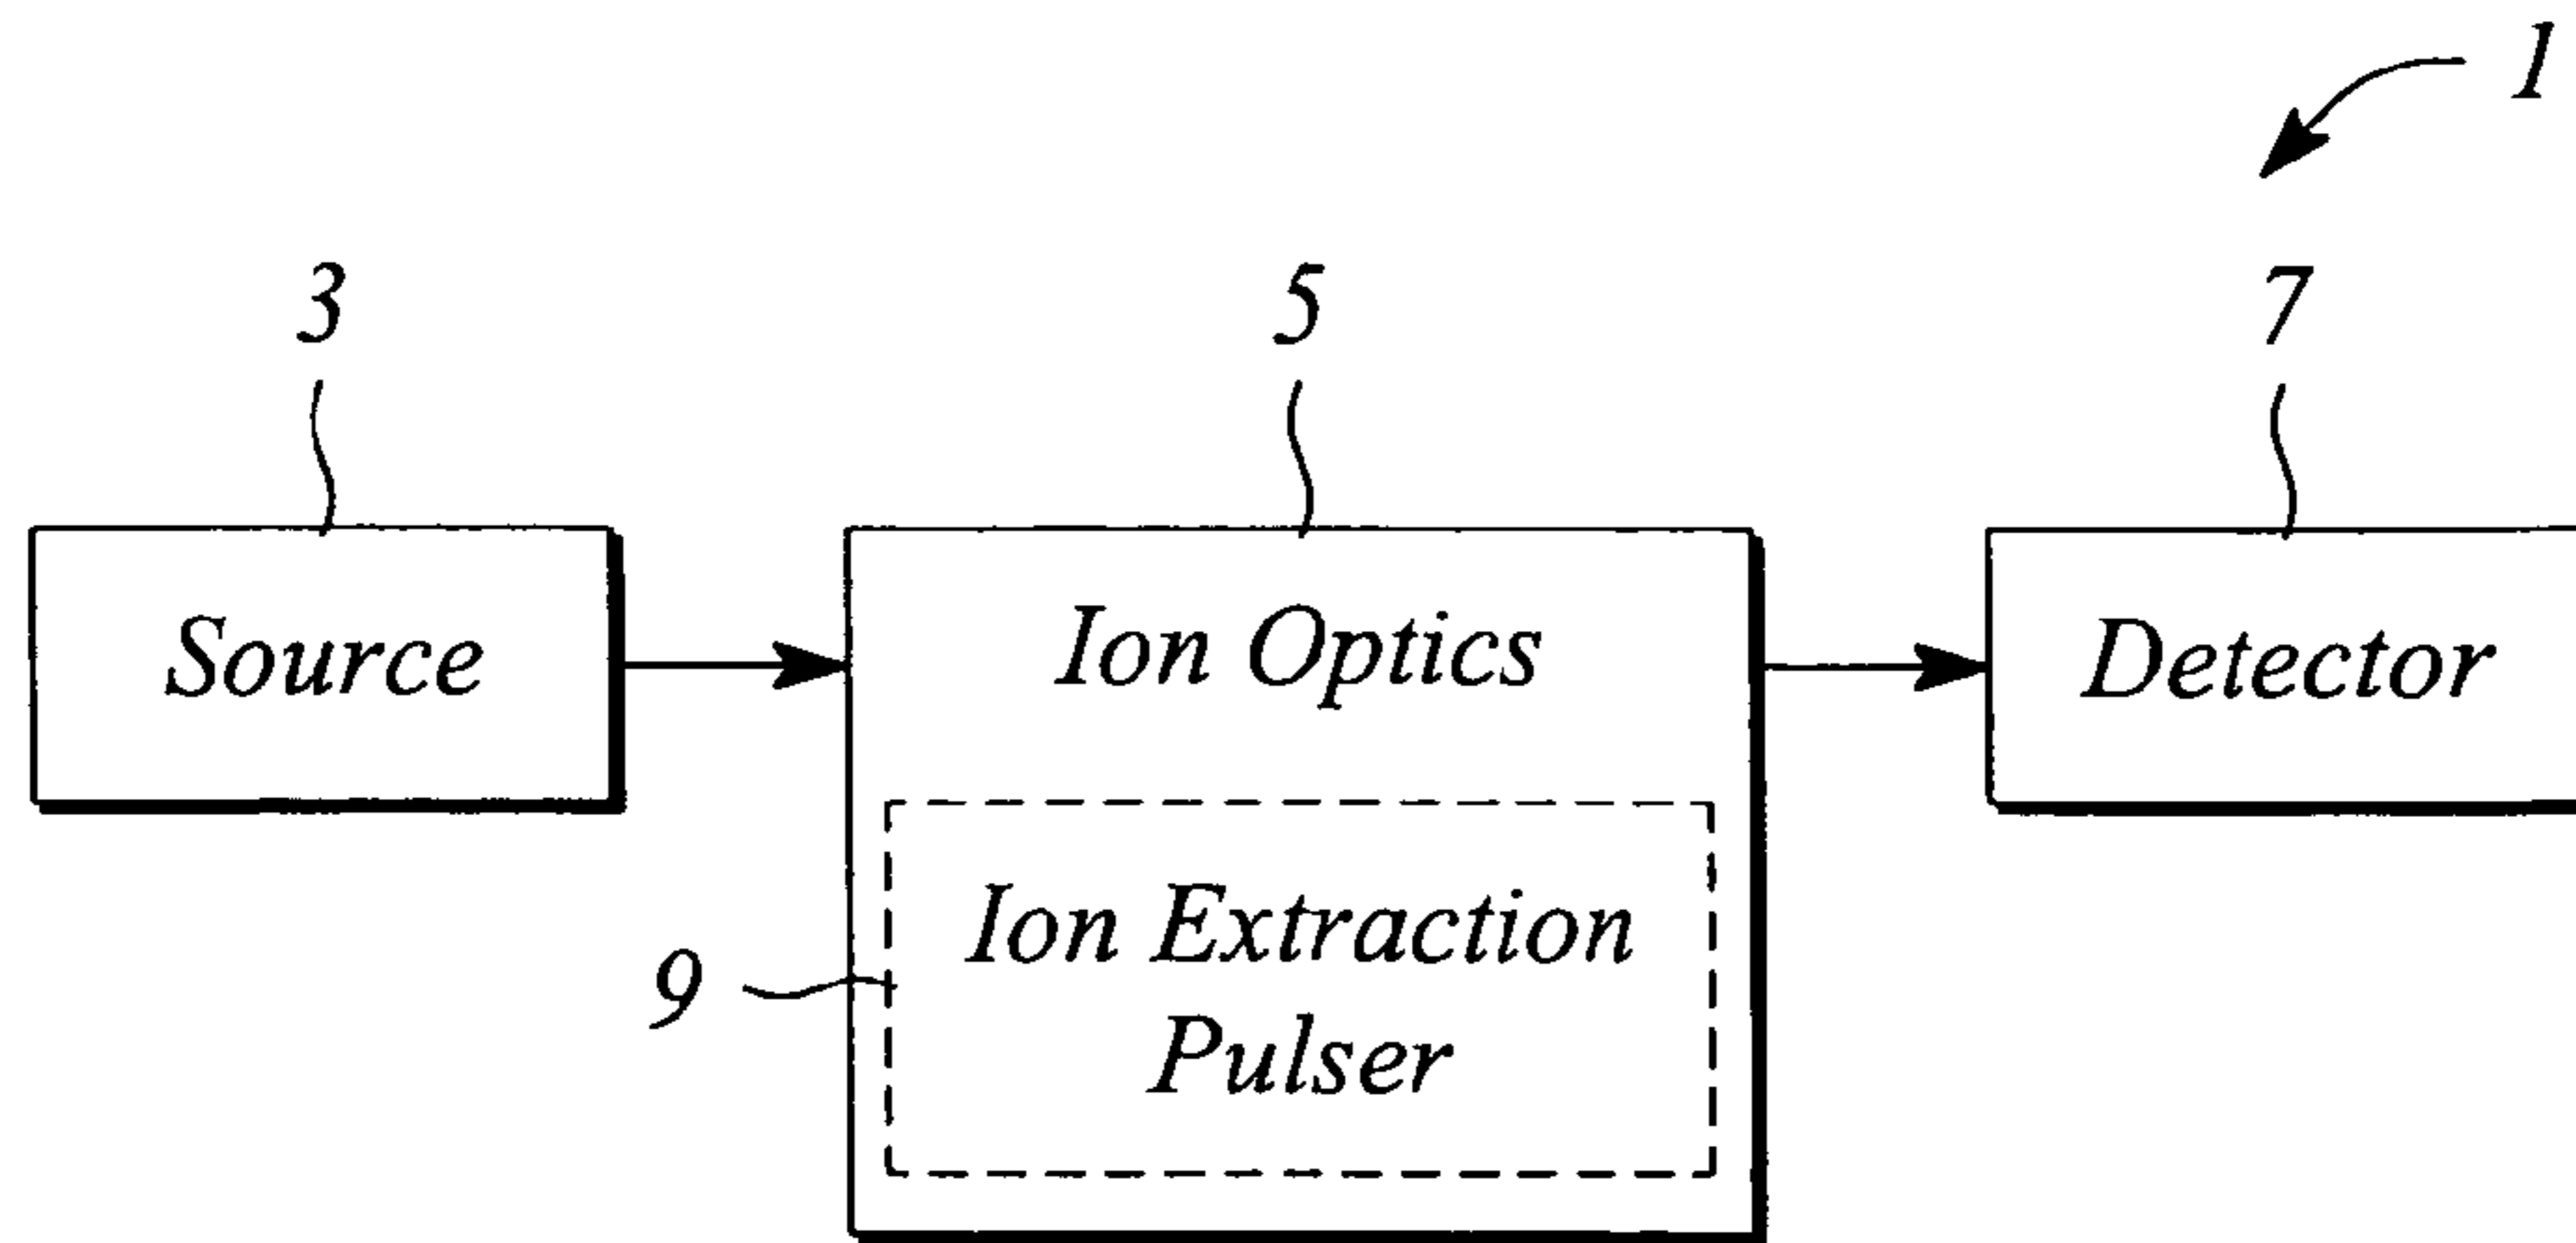 1
3
5
7
Source
Ion Optics
Detector
9
Ion Extraction
Pulser